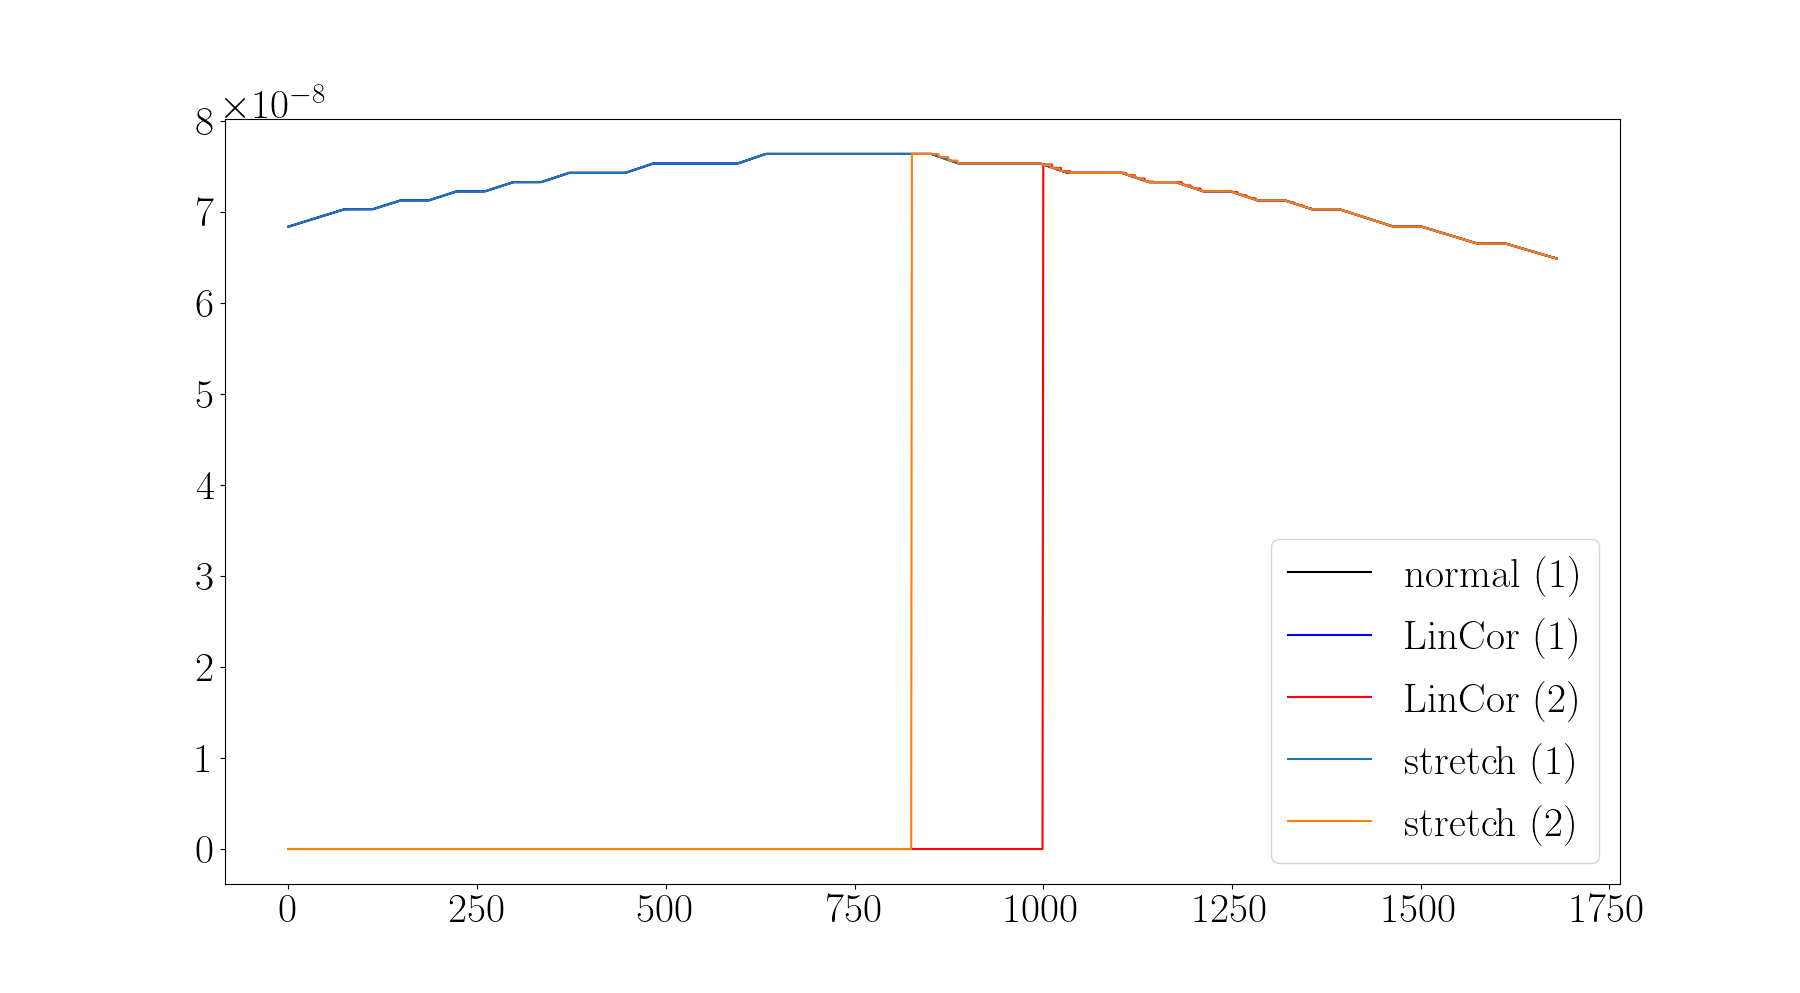 ×10⁻⁸
8
7
6
5
4
3
2
1
0
0 250 500 750 1000 1250 1500 1750
normal (1)
LinCor (1)
LinCor (2)
stretch (1)
stretch (2)